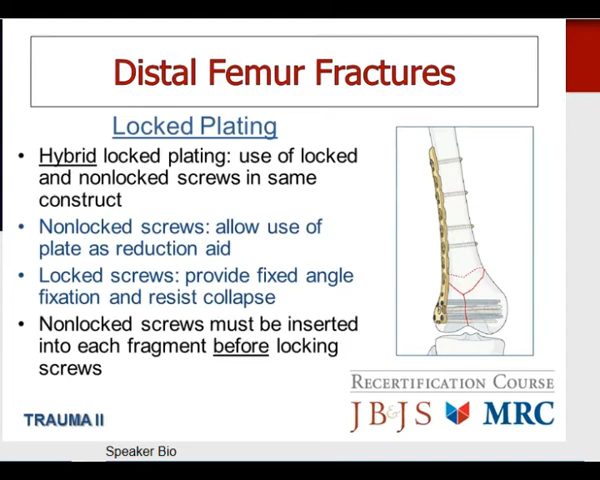 Distal Femur Fractures
Locked Plating
• Hybrid locked plating: use of locked
and nonlocked screws in same
construct
• Nonlocked screws: allow use of
plate as reduction aid
• Locked screws: provide fixed angle
fixation and resist collapse
• Nonlocked screws must be inserted
into each fragment before locking
screws
RECERTIFICATION COURSE
JB&JS MRC
TRAUMA II
Speaker Bio